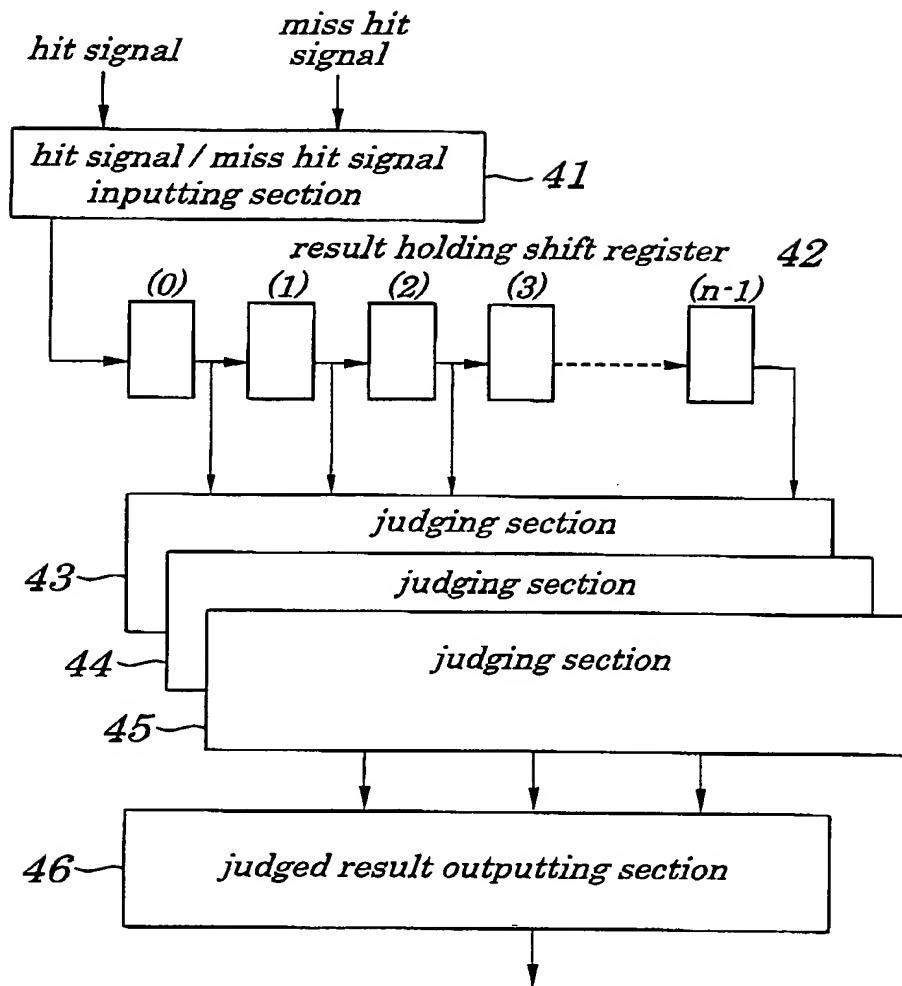 hit signal
miss hit
signal
hit signal / miss hit signal
inputting section
41
result holding shift register
42
(0)
(1)
(2)
(3)
(n-1)
judging section
43
judging section
44
judging section
45
judged result outputting section
46